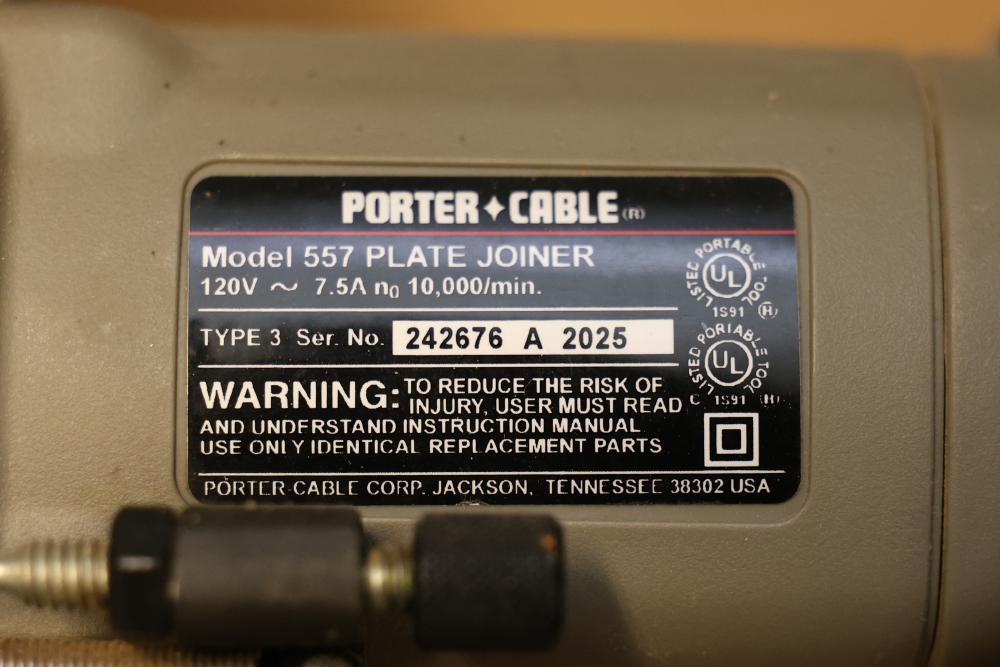 PORTER+CABLE(R)
Model 557 PLATE JOINER
120V ~ 7.5A n0 10,000/min.
LISTED PORTABLE TOOL
UL
1S91 (H)
TYPE 3 Ser. No. 242676 A 2025
LISTED PORTABLE TOOL
UL
C 1S91 (H)
WARNING: TO REDUCE THE RISK OF
INJURY, USER MUST READ
AND UNDERSTAND INSTRUCTION MANUAL
USE ONLY IDENTICAL REPLACEMENT PARTS
PORTER-CABLE CORP. JACKSON, TENNESSEE 38302 USA